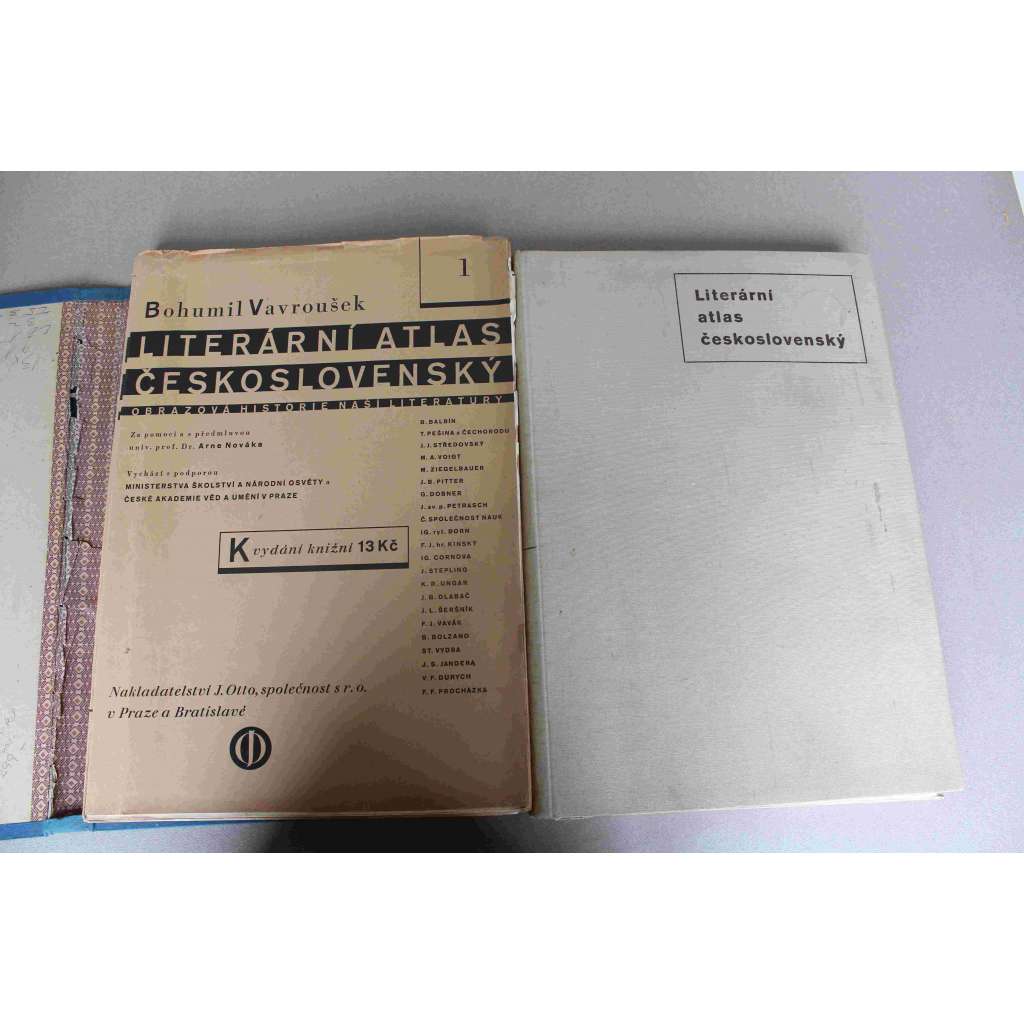 1
Bohumil Vavroušek
LITERÁRNÍ ATLAS
ČESKOSLOVENSKÝ
OBRAZOVÁ HISTORIE NAŠÍ LITERATURY
Za pomoci a s předmluvou
univ. prof. Dr. Arne Nováka
Vychází s podporou
MINISTERSTVA ŠKOLSTVÍ A NÁRODNÍ OSVĚTY a
ČESKÉ AKADEMIE VĚD A UMĚNÍ V PRAZE
K vydání knižní 13 Kč
B. BALBÍN
T. PEŠINA z ČECHORODU
J. J. STŘEDOVSKÝ
M. A. VOIGT
M. ZIEGELBAUER
J. B. PITTER
G. DOBNER
J. sv. p. PETRASCH
Č. SPOLEČNOST NAUK
IG. ryt. BORN
F. J. hr. KINSKÝ
IG. CORNOVA
J. STEPLING
K. R. UNGAR
J. B. DLABAČ
J. L. ŠERŠNÍK
F. J. VAVÁK
B. BOLZANO
ST. VYDRA
J. S. JANDERA
V. F. DURYCH
F. F. PROCHÁZKA
Nakladatelství J. Otto, společnost s r. o.
v Praze a Bratislavě
Literární
atlas
československý